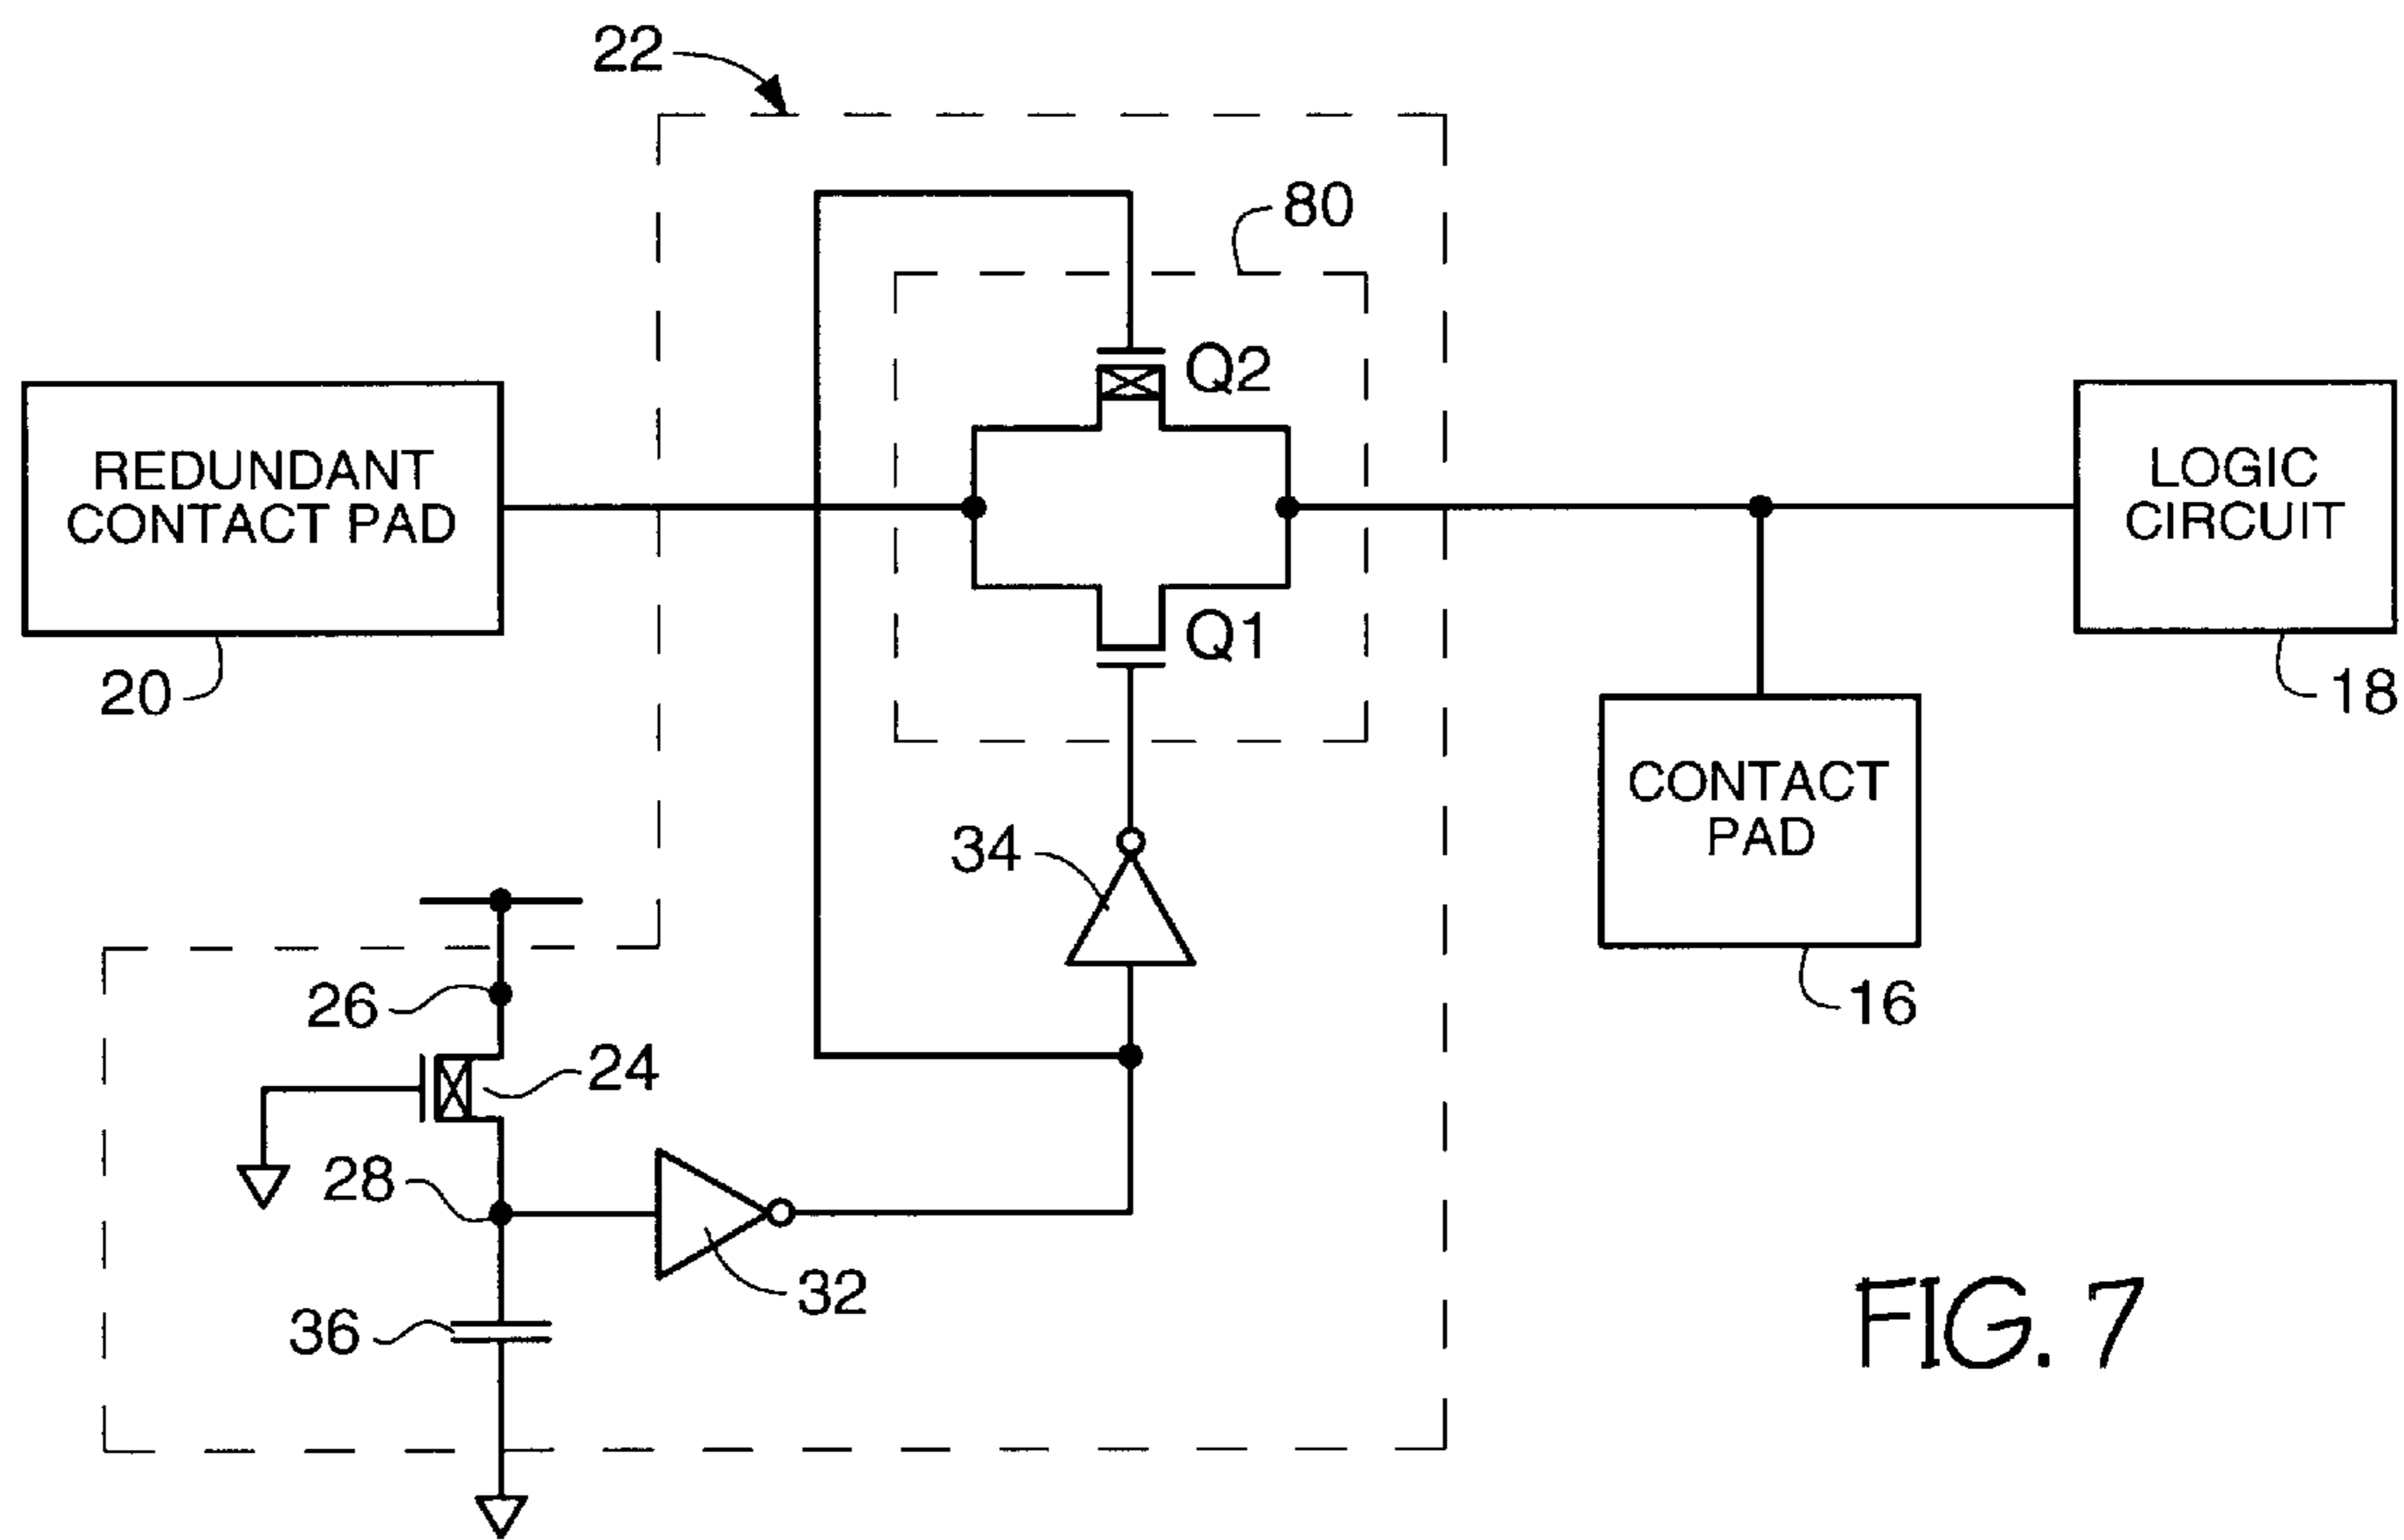 22
80
Q2
REDUNDANT
CONTACT PAD
LOGIC
CIRCUIT
Q1
20
18
CONTACT
PAD
34
26
16
24
28
32
36
FIG. 7